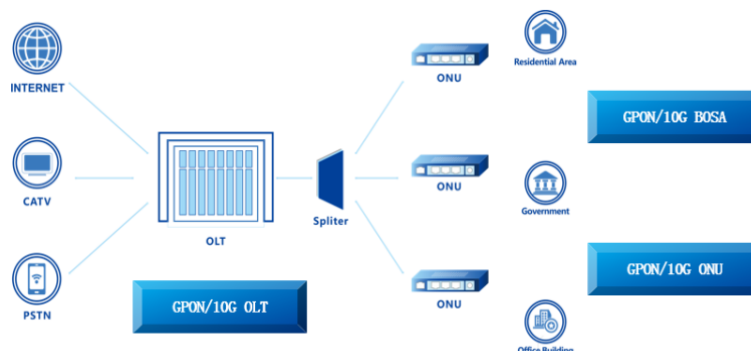 INTERNET
CATV
PSTN
OLT
GPON/10G OLT
Spliter
ONU
ONU
ONU
Residential Area
Government
Office Building
GPON/10G BOSA
GPON/10G ONU